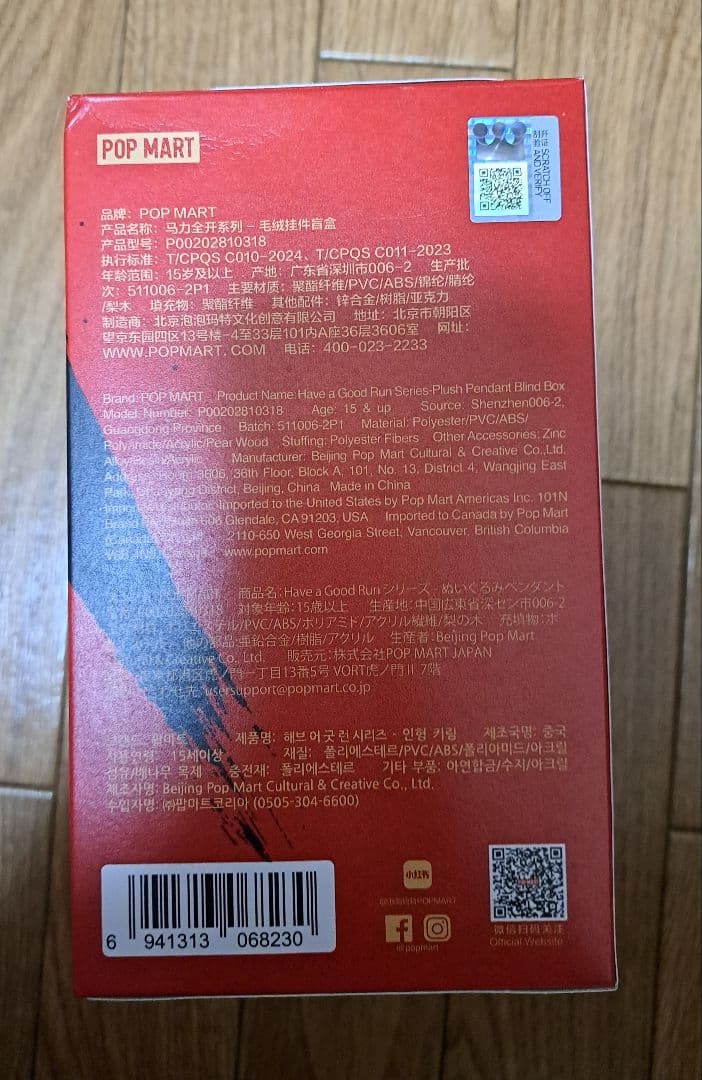 POP MART
开 SCRATCH OFF
AND VERIFY
品牌: POP MART
产品名称: 马力全开系列 - 毛绒挂件盲盒
产品型号: P00202810318
执行标准: T/CPQS C010-2024、T/CPQS C011-2023
年龄范围: 15岁及以上 产地: 广东省深圳市006-2 生产批
次: 511006-2P1 主要材质: 聚酯纤维/PVC/ABS/锦纶/腈纶
/梨木 填充物: 聚酯纤维 其他配件: 锌合金/树脂/亚克力
制造商: 北京泡泡玛特文化创意有限公司 地址: 北京市朝阳区
望京东园四区13号楼-4至33层101内A座36层3606室 网址:
WWW.POPMART.COM 电话: 400-023-2233
Brand: POP MART Product Name: Have a Good Run Series-Plush Pendant Blind Box
Model Number: P00202810318 Age: 15 & up Source: Shenzhen006-2,
Guangdong Province Batch: 511006-2P1 Material: Polyester/PVC/ABS/
Polyamide/Acrylic/Pear Wood Stuffing: Polyester Fibers Other Accessories: Zinc
Manufacturer: Beijing Pop Mart Cultural & Creative Co.,Ltd.
3606, 36th Floor, Block A, 101, No. 13, District 4, Wangjing East
District, Beijing, China Made in China
Imported to the United States by Pop Mart Americas Inc. 101N
Brand 606 Glendale, CA 91203, USA Imported to Canada by Pop Mart
2110-650 West Georgia Street, Vancouver, British Columbia
www.popmart.com
商品名: Have a Good Run シリーズ - ぬいぐるみペンダント
対象年齢: 15歳以上 生産地: 中国広東省深セン市006-2
/PVC/ABS/ポリアミド/アクリル繊維/梨の木 充填物: ポ
亜鉛合金/樹脂/アクリル 生産者: Beijing Pop Mart
Cultural & Creative Co., Ltd. 販売元: 株式会社POP MART JAPAN
一丁目13番5号 VORT虎ノ門II 7階
usersupport@popmart.co.jp
제품명: 해브 어 굿 런 시리즈 - 인형 키링 제조국명: 중국
사용연령: 15세이상 재질: 폴리에스테르/PVC/ABS/폴리아미드/아크릴
섬유/배나무 목제 충전재: 폴리에스테르 기타 부품: 아연합금/수지/아크릴
제조자명: Beijing Pop Mart Cultural & Creative Co., Ltd.
수입자명: ㈜팝마트코리아 (0505-304-6600)
6 941313 068230
小红书
@popmart
微信扫码关注
Official Website